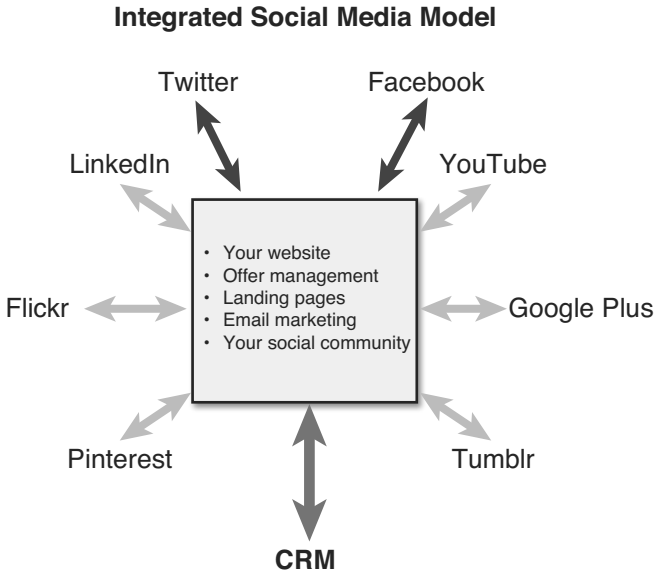 Integrated Social Media Model
Twitter
Facebook
LinkedIn
YouTube
• Your website
• Offer management
• Landing pages
• Email marketing
• Your social community
Flickr
Google Plus
Pinterest
Tumblr
CRM